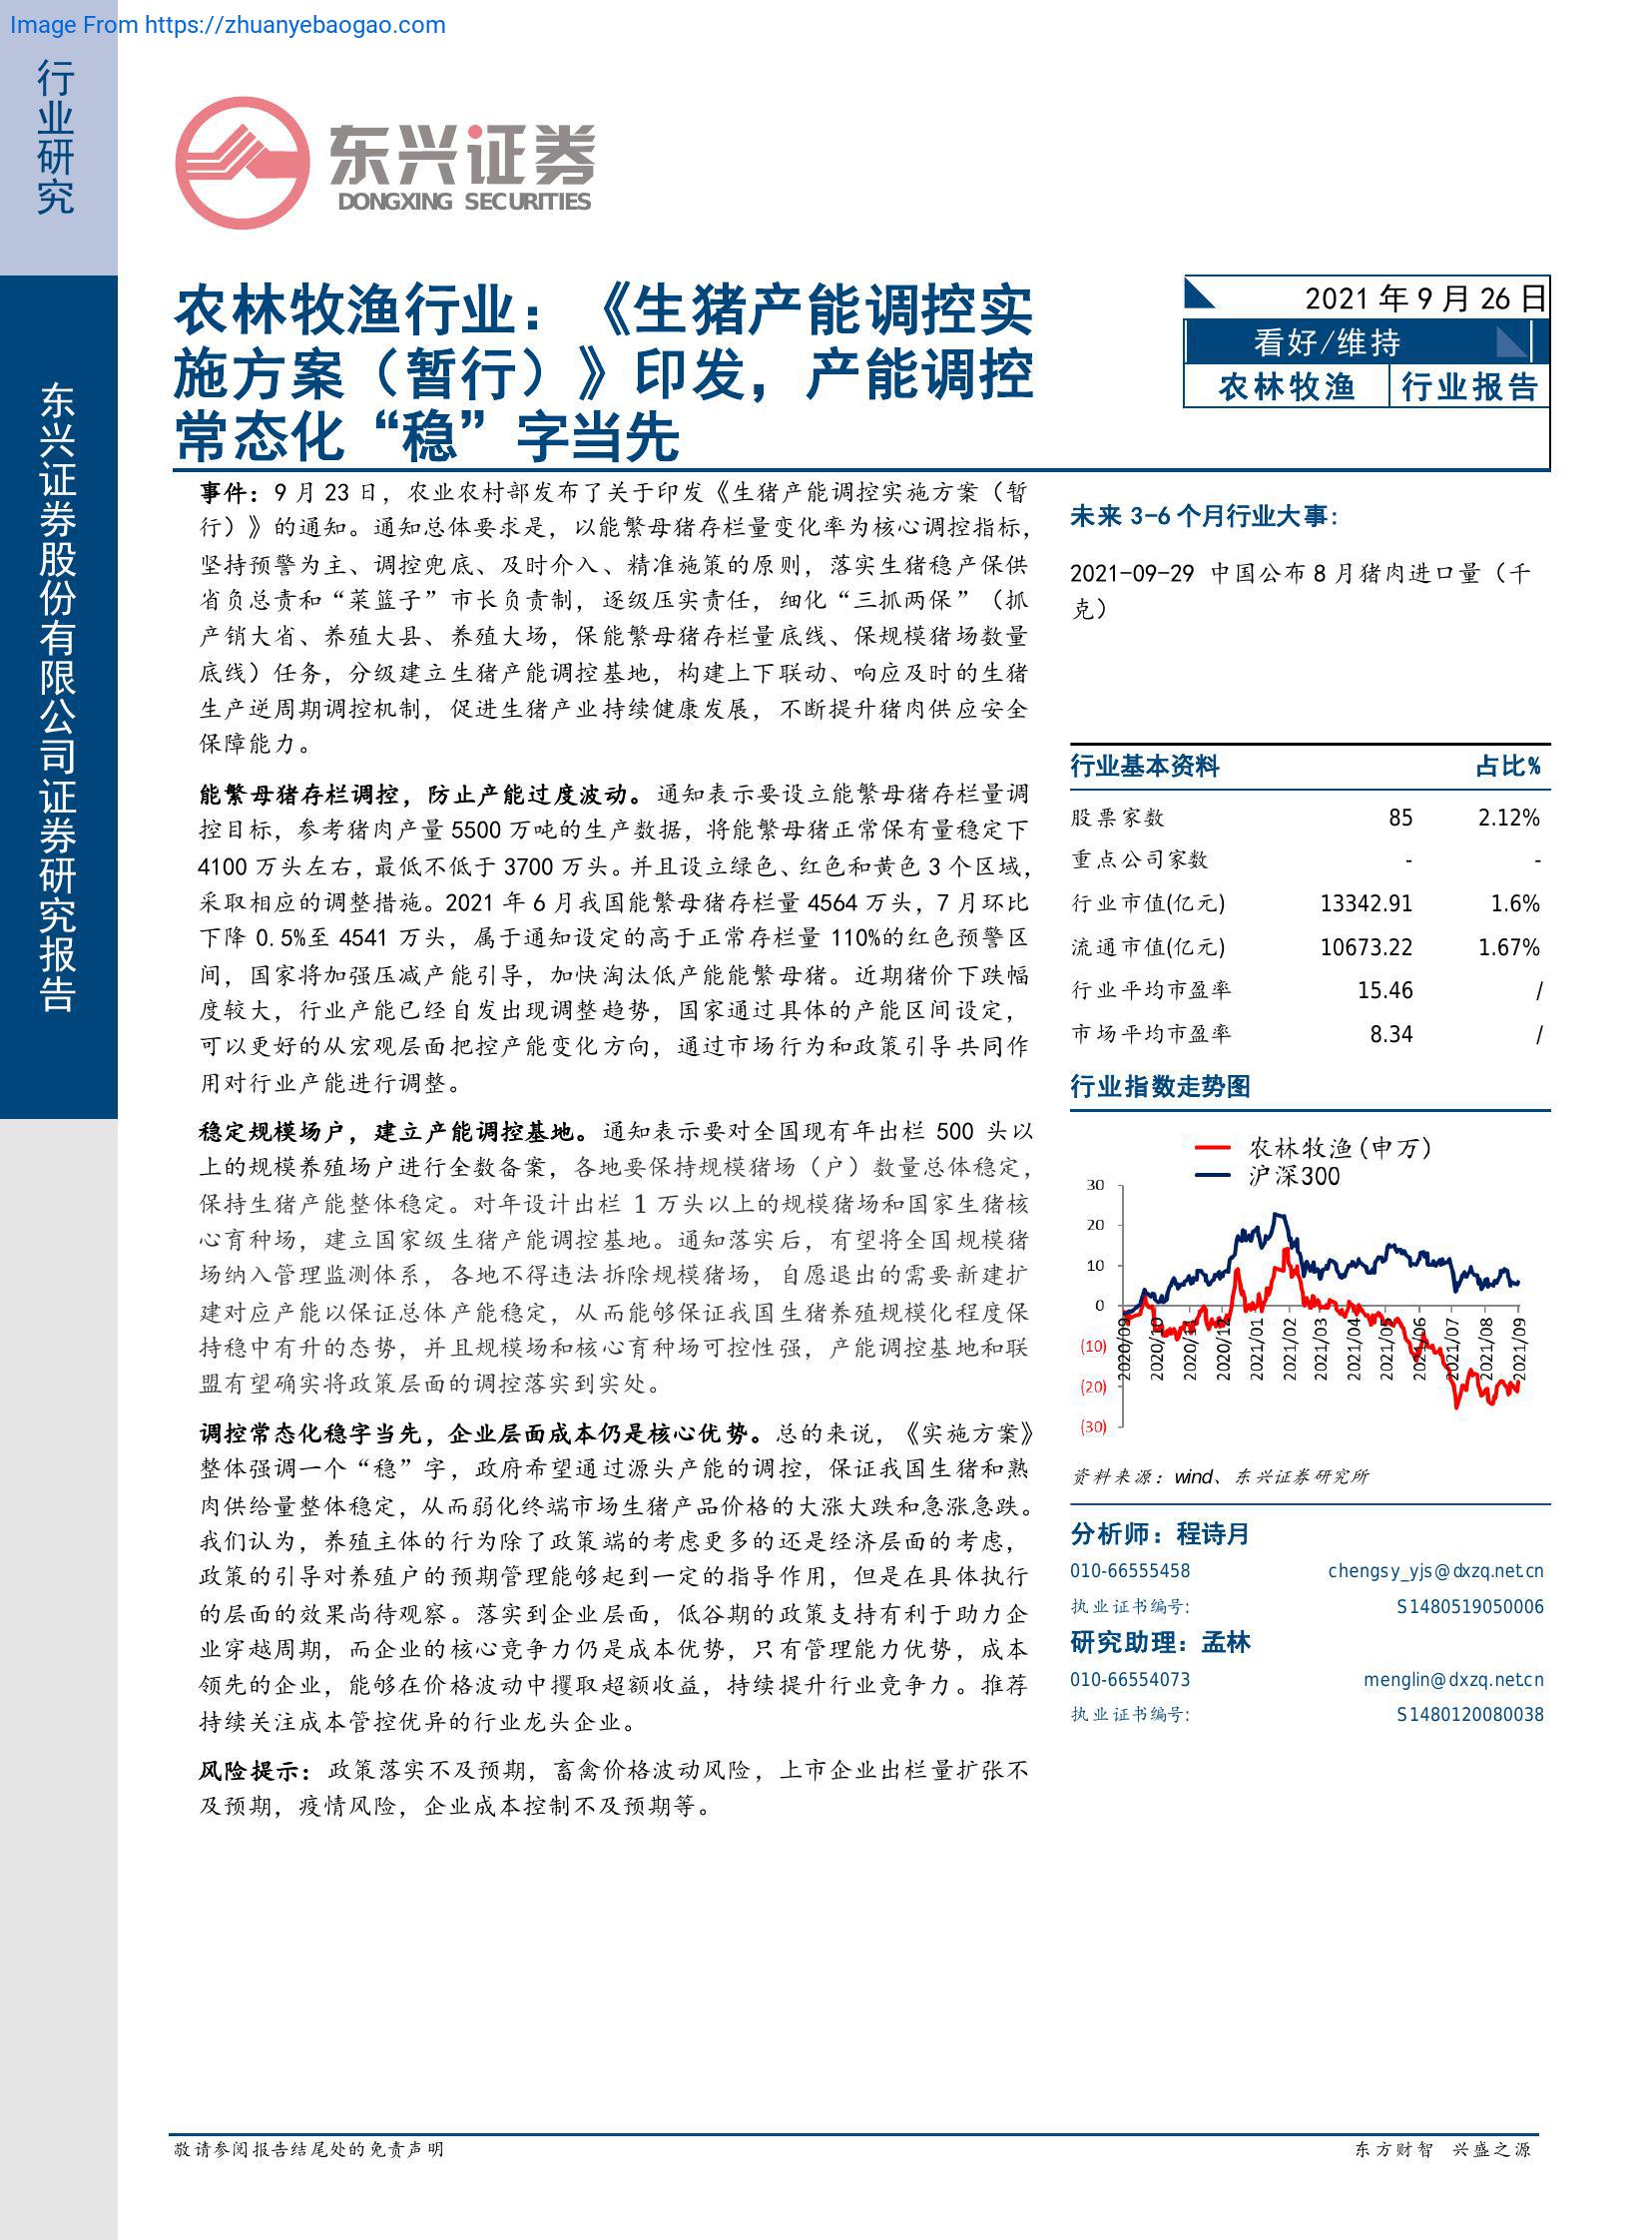 Image From https://zhuanyebaogao.com
行业研究
东兴证券股份有限公司证券研究报告
东兴证券
DONGXING SECURITIES
农林牧渔行业：《生猪产能调控实
施方案（暂行）》印发，产能调控
常态化“稳”字当先
2021 年 9 月 26 日
看好/维持
农林牧渔 行业报告
事件：9 月 23 日，农业农村部发布了关于印发《生猪产能调控实施方案（暂
行）》的通知。通知总体要求是，以能繁母猪存栏量变化率为核心调控指标，
坚持预警为主、调控兜底、及时介入、精准施策的原则，落实生猪稳产保供
省负总责和“菜篮子”市长负责制，逐级压实责任，细化“三抓两保”（抓
产销大省、养殖大县、养殖大场，保能繁母猪存栏量底线、保规模猪场数量
底线）任务，分级建立生猪产能调控基地，构建上下联动、响应及时的生猪
生产逆周期调控机制，促进生猪产业持续健康发展，不断提升猪肉供应安全
保障能力。
能繁母猪存栏调控，防止产能过度波动。通知表示要设立能繁母猪存栏量调
控目标，参考猪肉产量 5500 万吨的生产数据，将能繁母猪正常保有量稳定下
4100 万头左右，最低不低于 3700 万头。并且设立绿色、红色和黄色 3 个区域，
采取相应的调整措施。2021 年 6 月我国能繁母猪存栏量 4564 万头，7 月环比
下降 0.5%至 4541 万头，属于通知设定的高于正常存栏量 110%的红色预警区
间，国家将加强压减产能引导，加快淘汰低产能能繁母猪。近期猪价下跌幅
度较大，行业产能已经自发出现调整趋势，国家通过具体的产能区间设定，
可以更好的从宏观层面把控产能变化方向，通过市场行为和政策引导共同作
用对行业产能进行调整。
稳定规模场户，建立产能调控基地。通知表示要对全国现有年出栏 500 头以
上的规模养殖场户进行全数备案，各地要保持规模猪场（户）数量总体稳定，
保持生猪产能整体稳定。对年设计出栏 1 万头以上的规模猪场和国家生猪核
心育种场，建立国家级生猪产能调控基地。通知落实后，有望将全国规模猪
场纳入管理监测体系，各地不得违法拆除规模猪场，自愿退出的需要新建扩
建对应产能以保证总体产能稳定，从而能够保证我国生猪养殖规模化程度保
持稳中有升的态势，并且规模场和核心育种场可控性强，产能调控基地和联
盟有望确实将政策层面的调控落实到实处。
调控常态化稳字当先，企业层面成本仍是核心优势。总的来说，《实施方案》
整体强调一个“稳”字，政府希望通过源头产能的调控，保证我国生猪和熟
肉供给量整体稳定，从而弱化终端市场生猪产品价格的大涨大跌和急涨急跌。
我们认为，养殖主体的行为除了政策端的考虑更多的还是经济层面的考虑，
政策的引导对养殖户的预期管理能够起到一定的指导作用，但是在具体执行
的层面的效果尚待观察。落实到企业层面，低谷期的政策支持有利于助力企
业穿越周期，而企业的核心竞争力仍是成本优势，只有管理能力优势，成本
领先的企业，能够在价格波动中攫取超额收益，持续提升行业竞争力。推荐
持续关注成本管控优异的行业龙头企业。
风险提示：政策落实不及预期，畜禽价格波动风险，上市企业出栏量扩张不
及预期，疫情风险，企业成本控制不及预期等。
未来 3-6 个月行业大事：
2021-09-29 中国公布 8 月猪肉进口量（千
克）
行业基本资料 占比%
股票家数 85 2.12%
重点公司家数 - -
行业市值(亿元) 13342.91 1.6%
流通市值(亿元) 10673.22 1.67%
行业平均市盈率 15.46 /
市场平均市盈率 8.34 /
行业指数走势图
农林牧渔(申万)
沪深300
30
20
10
0
(10)
(20)
(30)
2020/09 2020/10 2020/11 2020/12 2021/01 2021/02 2021/03 2021/04 2021/05 2021/06 2021/07 2021/08 2021/09
资料来源：wind、东兴证券研究所
分析师：程诗月
010-66555458 chengsy_yjs@dxzq.net.cn
执业证书编号: S1480519050006
研究助理：孟林
010-66554073 menglin@dxzq.net.cn
执业证书编号: S1480120080038
敬请参阅报告结尾处的免责声明
东方财智 兴盛之源